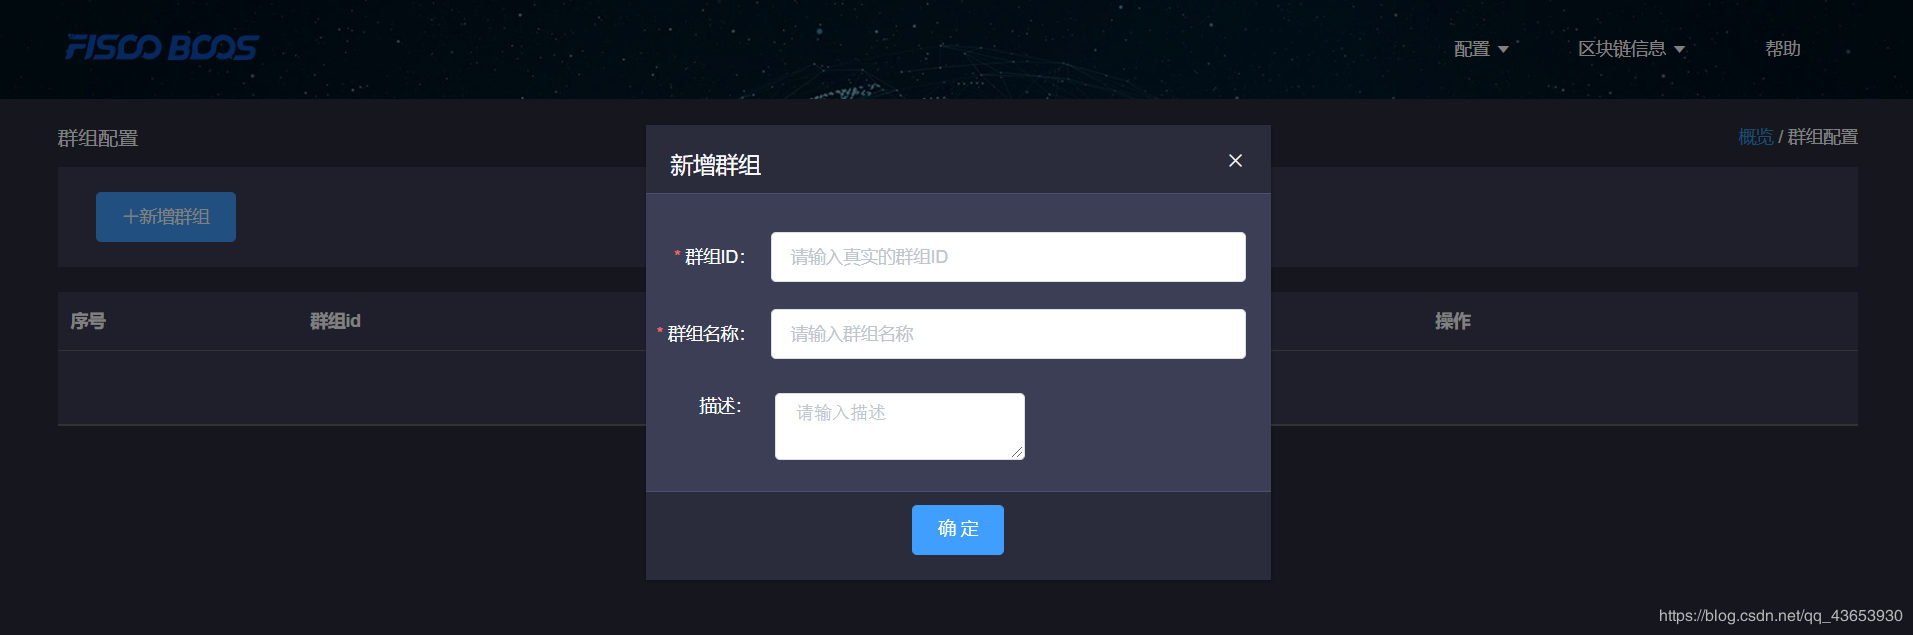 FISCO BCOS
配置
区块链信息
帮助
群组配置
概览 / 群组配置
+新增群组
序号
群组id
操作
新增群组
* 群组ID：
请输入真实的群组ID
* 群组名称：
请输入群组名称
描述：
请输入描述
确 定
https://blog.csdn.net/qq_43653930